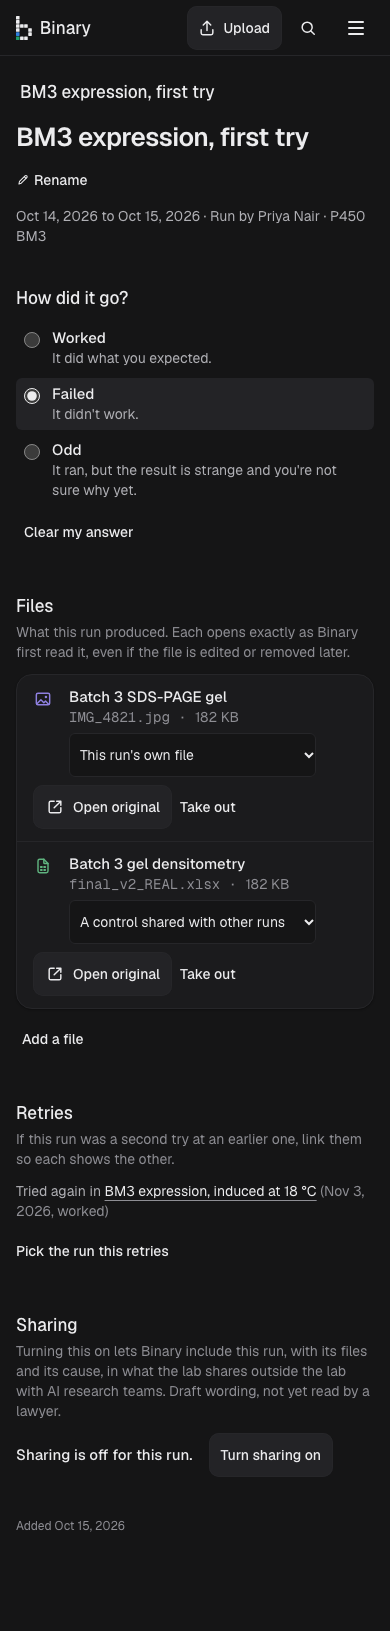 Binary
Upload
BM3 expression, first try
BM3 expression, first try
Rename
Oct 14, 2026 to Oct 15, 2026 · Run by Priya Nair · P450
BM3
How did it go?
Worked
It did what you expected.
Failed
It didn't work.
Odd
It ran, but the result is strange and you're not
sure why yet.
Clear my answer
Files
What this run produced. Each opens exactly as Binary
first read it, even if the file is edited or removed later.
Batch 3 SDS-PAGE gel
IMG_4821.jpg · 182 KB
This run's own file
Open original Take out
Batch 3 gel densitometry
final_v2_REAL.xlsx · 182 KB
A control shared with other runs
Open original Take out
Add a file
Retries
If this run was a second try at an earlier one, link them
so each shows the other.
Tried again in BM3 expression, induced at 18 °C (Nov 3,
2026, worked)
Pick the run this retries
Sharing
Turning this on lets Binary include this run, with its files
and its cause, in what the lab shares outside the lab
with AI research teams. Draft wording, not yet read by a
lawyer.
Sharing is off for this run. Turn sharing on
Added Oct 15, 2026